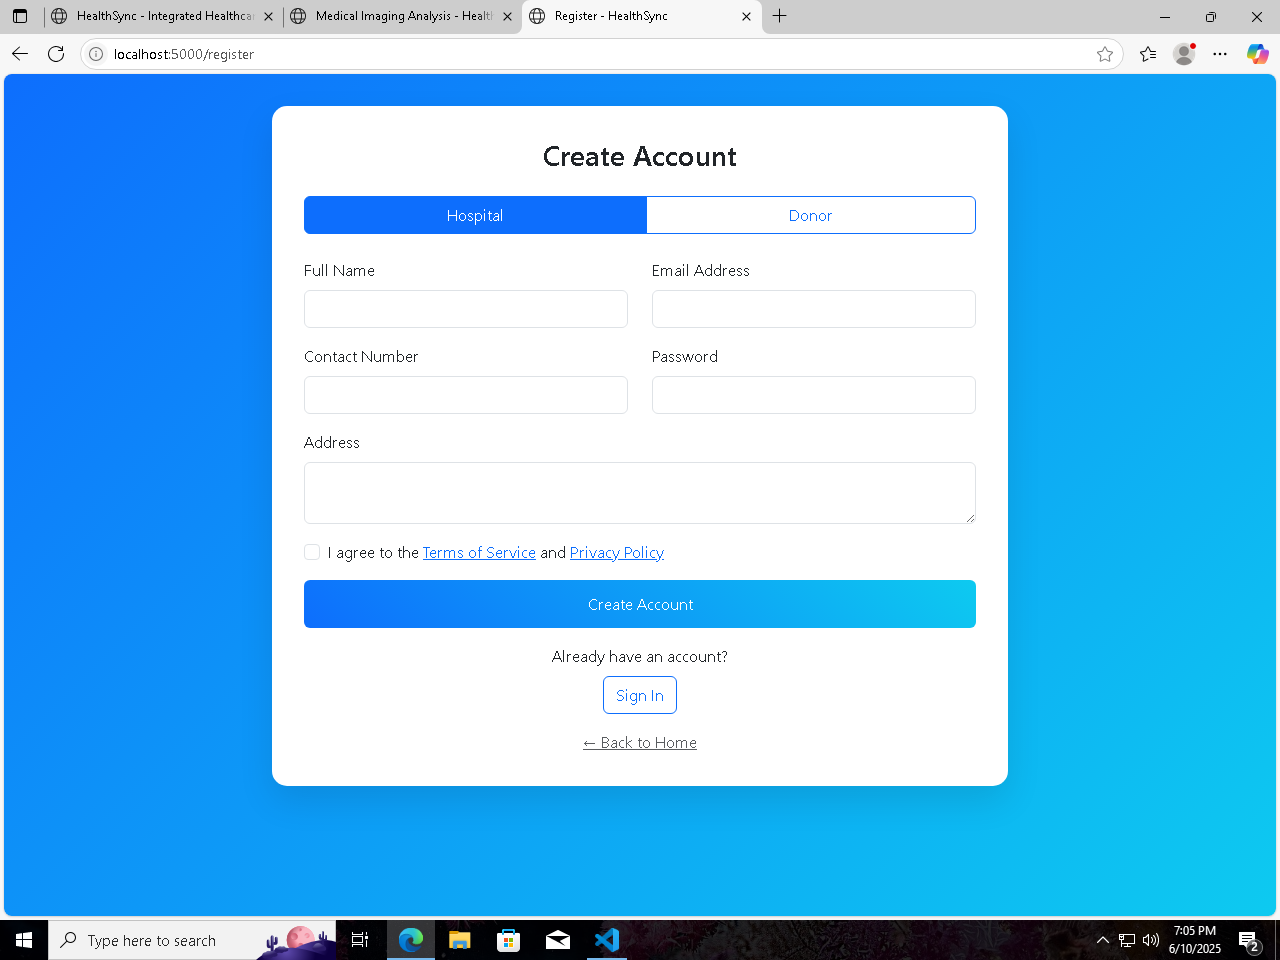 HealthSync - Integrated Healthcar
Medical Imaging Analysis - Healt
Register - HealthSync
localhost:5000/register
Create Account
Hospital
Donor
Full Name
Email Address
Contact Number
Password
Address
I agree to the Terms of Service and Privacy Policy
Create Account
Already have an account?
Sign In
← Back to Home
Type here to search
7:05 PM
6/10/2025
2